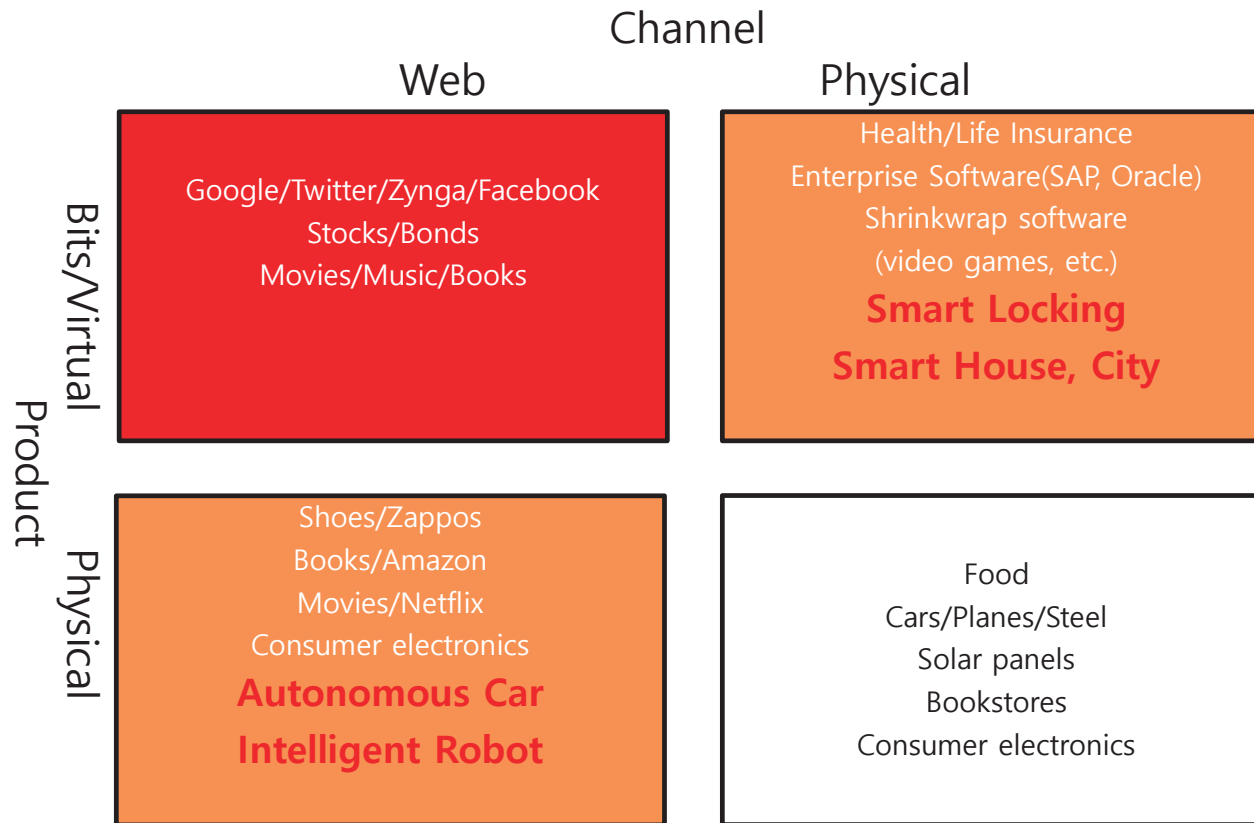 Channel
Web
Physical
Product
Bits/Virtual
Google/Twitter/Zynga/Facebook
Stocks/Bonds
Movies/Music/Books
Health/Life Insurance
Enterprise Software(SAP, Oracle)
Shrinkwrap software
(video games, etc.)
Smart Locking
Smart House, City
Physical
Shoes/Zappos
Books/Amazon
Movies/Netflix
Consumer electronics
Autonomous Car
Intelligent Robot
Food
Cars/Planes/Steel
Solar panels
Bookstores
Consumer electronics